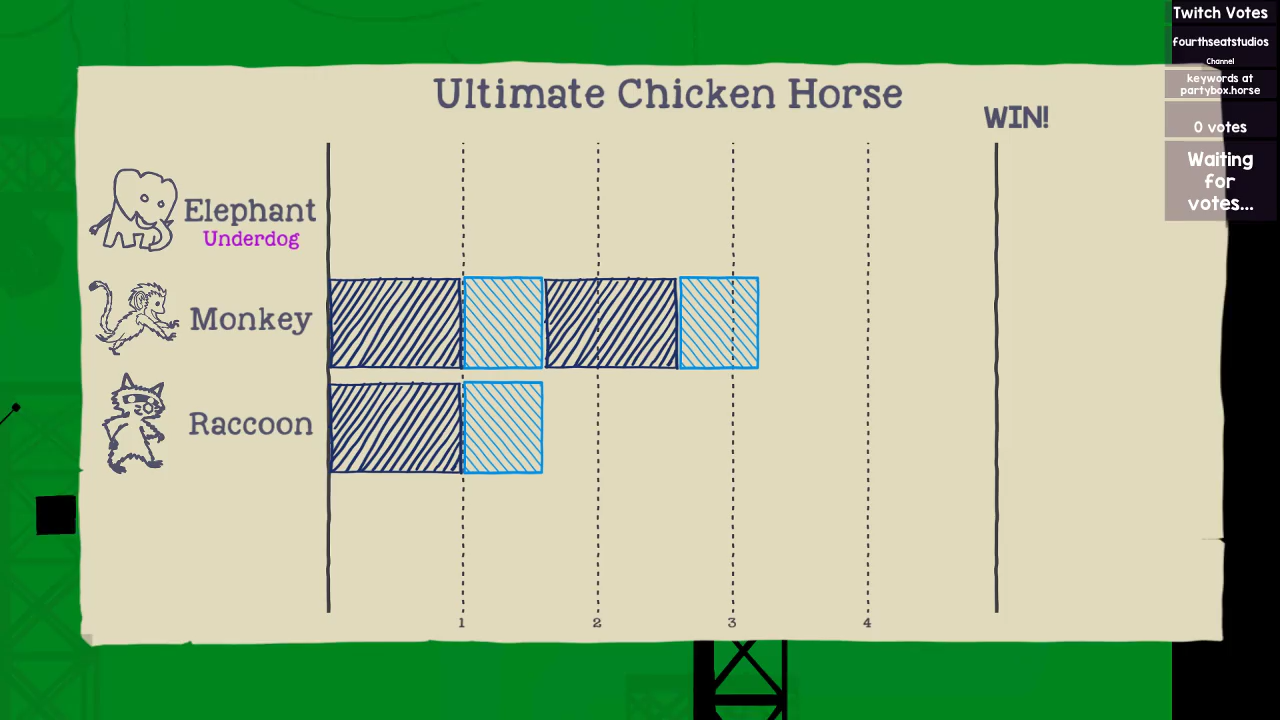 Twitch Votes
fourthseatstudios
Channel
keywords at
partybox.horse
0 votes
Waiting
for
votes...
Ultimate Chicken Horse
WIN!
Elephant
Underdog
Monkey
Raccoon
1 2 3 4